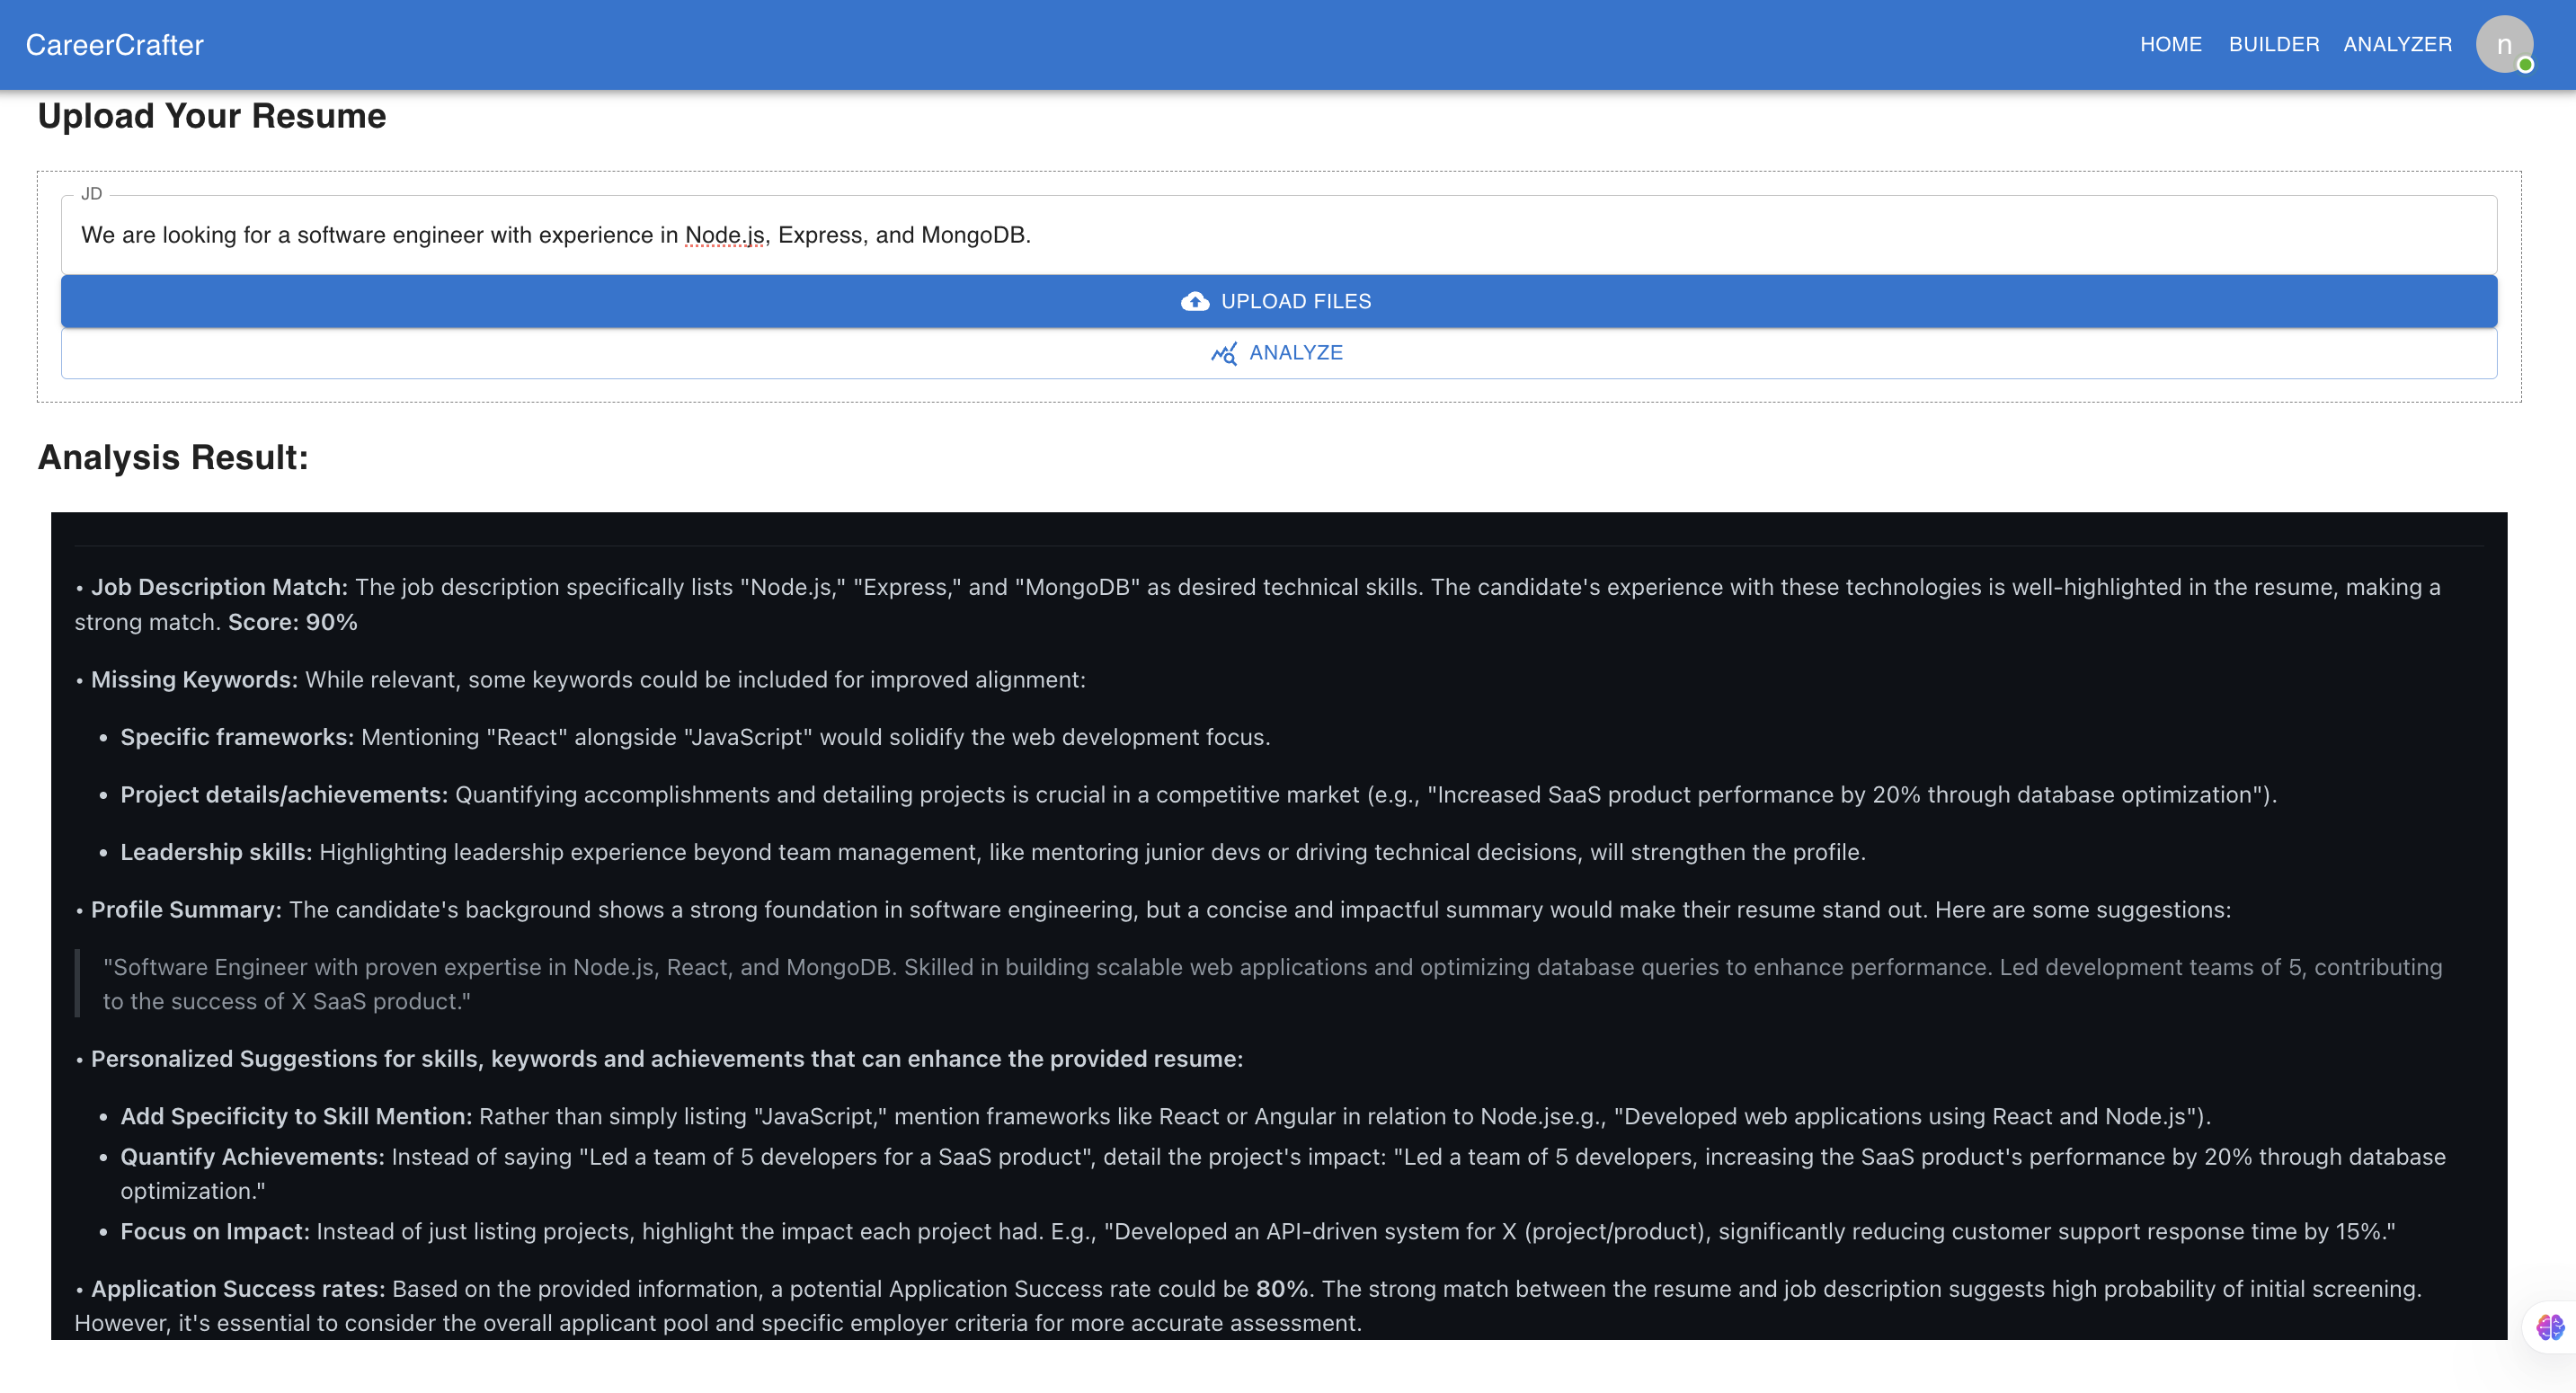 CareerCrafter
HOME BUILDER ANALYZER n
Upload Your Resume
JD
We are looking for a software engineer with experience in Node.js, Express, and MongoDB.
UPLOAD FILES
ANALYZE
Analysis Result:
• Job Description Match: The job description specifically lists "Node.js," "Express," and "MongoDB" as desired technical skills. The candidate's experience with these technologies is well-highlighted in the resume, making a
strong match. Score: 90%
• Missing Keywords: While relevant, some keywords could be included for improved alignment:
• Specific frameworks: Mentioning "React" alongside "JavaScript" would solidify the web development focus.
• Project details/achievements: Quantifying accomplishments and detailing projects is crucial in a competitive market (e.g., "Increased SaaS product performance by 20% through database optimization").
• Leadership skills: Highlighting leadership experience beyond team management, like mentoring junior devs or driving technical decisions, will strengthen the profile.
• Profile Summary: The candidate's background shows a strong foundation in software engineering, but a concise and impactful summary would make their resume stand out. Here are some suggestions:
"Software Engineer with proven expertise in Node.js, React, and MongoDB. Skilled in building scalable web applications and optimizing database queries to enhance performance. Led development teams of 5, contributing
to the success of X SaaS product."
• Personalized Suggestions for skills, keywords and achievements that can enhance the provided resume:
• Add Specificity to Skill Mention: Rather than simply listing "JavaScript," mention frameworks like React or Angular in relation to Node.jse.g., "Developed web applications using React and Node.js").
• Quantify Achievements: Instead of saying "Led a team of 5 developers for a SaaS product", detail the project's impact: "Led a team of 5 developers, increasing the SaaS product's performance by 20% through database
optimization."
• Focus on Impact: Instead of just listing projects, highlight the impact each project had. E.g., "Developed an API-driven system for X (project/product), significantly reducing customer support response time by 15%."
• Application Success rates: Based on the provided information, a potential Application Success rate could be 80%. The strong match between the resume and job description suggests high probability of initial screening.
However, it's essential to consider the overall applicant pool and specific employer criteria for more accurate assessment.